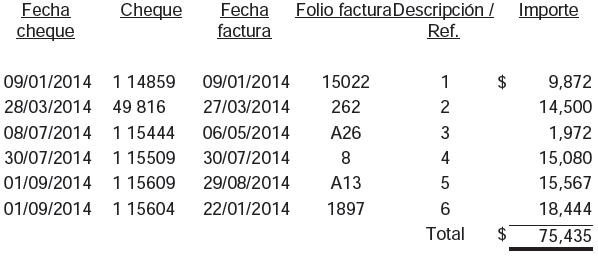 Fecha cheque Cheque Fecha factura Folio factura Descripción / Ref. Importe
09/01/2014 1 14859 09/01/2014 15022 1 $ 9,872
28/03/2014 49 816 27/03/2014 262 2 14,500
08/07/2014 1 15444 06/05/2014 A26 3 1,972
30/07/2014 1 15509 30/07/2014 8 4 15,080
01/09/2014 1 15609 29/08/2014 A13 5 15,567
01/09/2014 1 15604 22/01/2014 1897 6 18,444
Total $ 75,435